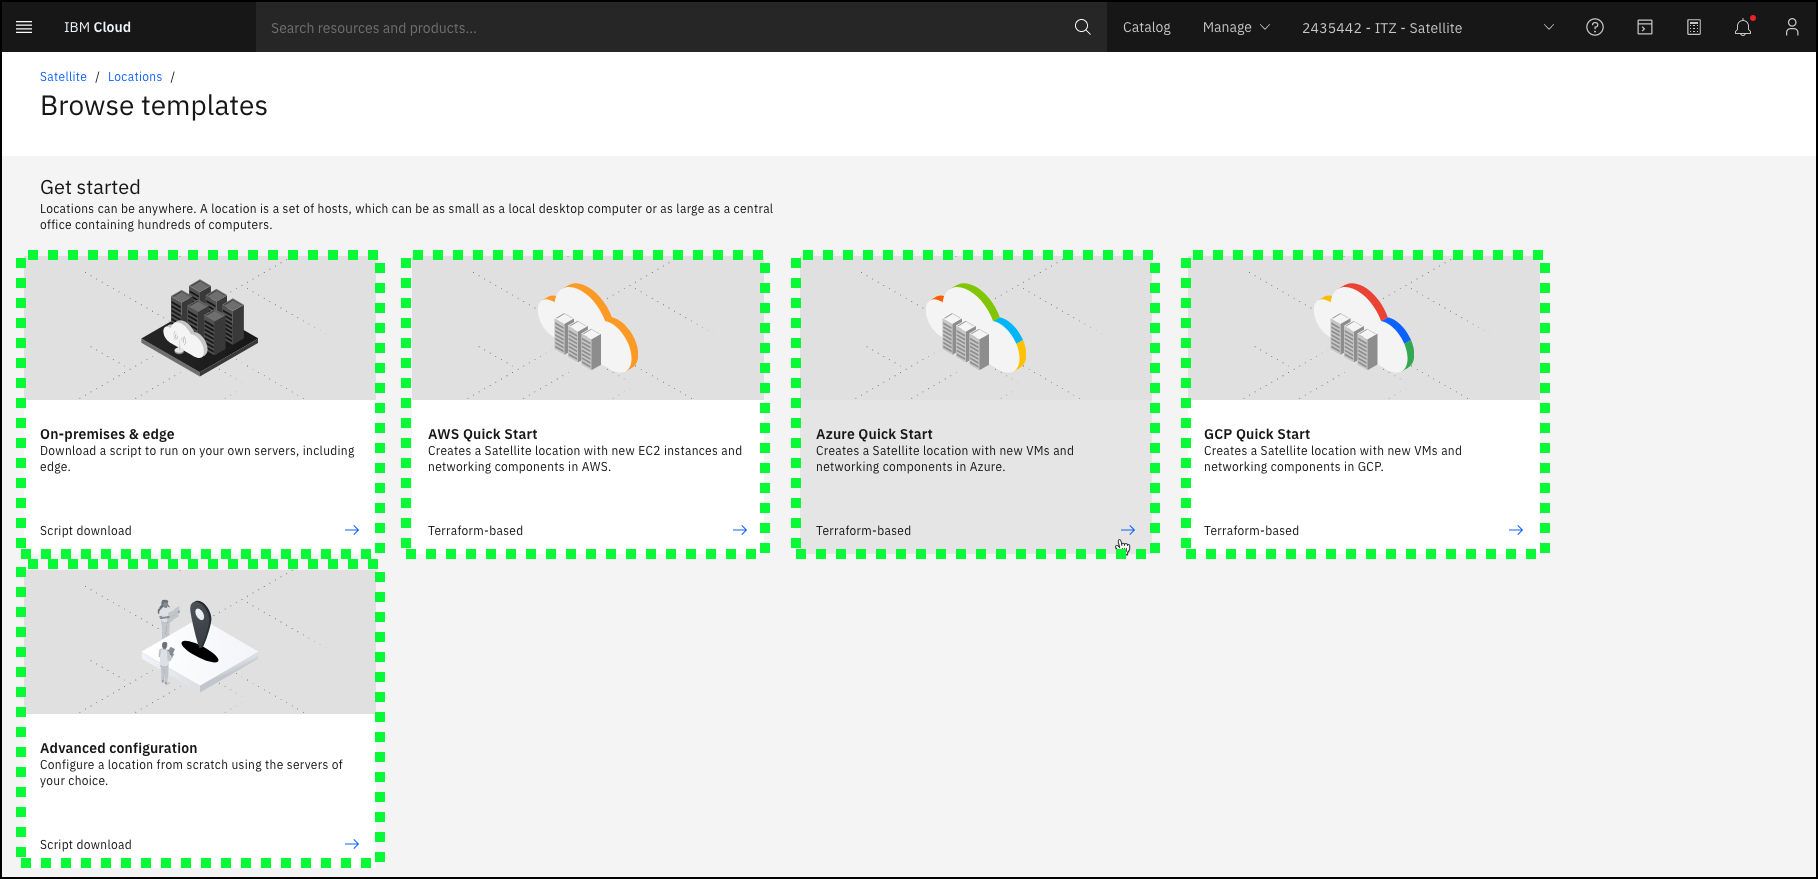 IBM Cloud
Search resources and products...
Catalog
Manage
2435442 - ITZ - Satellite
Satellite / Locations /
Browse templates
Get started
Locations can be anywhere. A location is a set of hosts, which can be as small as a local desktop computer or as large as a central
office containing hundreds of computers.
On-premises & edge
Download a script to run on your own servers, including
edge.
Script download
AWS Quick Start
Creates a Satellite location with new EC2 instances and
networking components in AWS.
Terraform-based
Azure Quick Start
Creates a Satellite location with new VMs and
networking components in Azure.
Terraform-based
GCP Quick Start
Creates a Satellite location with new VMs and
networking components in GCP.
Terraform-based
Advanced configuration
Configure a location from scratch using the servers of
your choice.
Script download